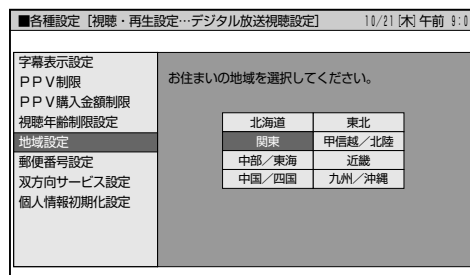 ■各種設定［視聴・再生設定…デジタル放送視聴設定］ 10/21[木]午前 9:0
字幕表示設定
ＰＰＶ制限
ＰＰＶ購入金額制限
視聴年齢制限設定
地域設定
郵便番号設定
双方向サービス設定
個人情報初期化設定
お住まいの地域を選択してください。
北海道 東北
関東 甲信越／北陸
中部／東海 近畿
中国／四国 九州／沖縄